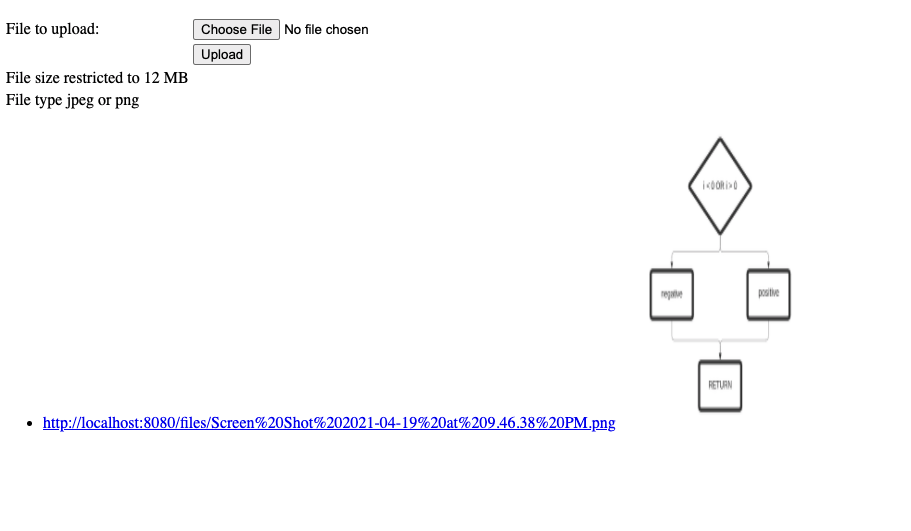 File to upload: Choose File No file chosen
Upload
File size restricted to 12 MB
File type jpeg or png
i < 0 OR i > 0
negative positive
RETURN
http://localhost:8080/files/Screen%20Shot%202021-04-19%20at%209.46.38%20PM.png